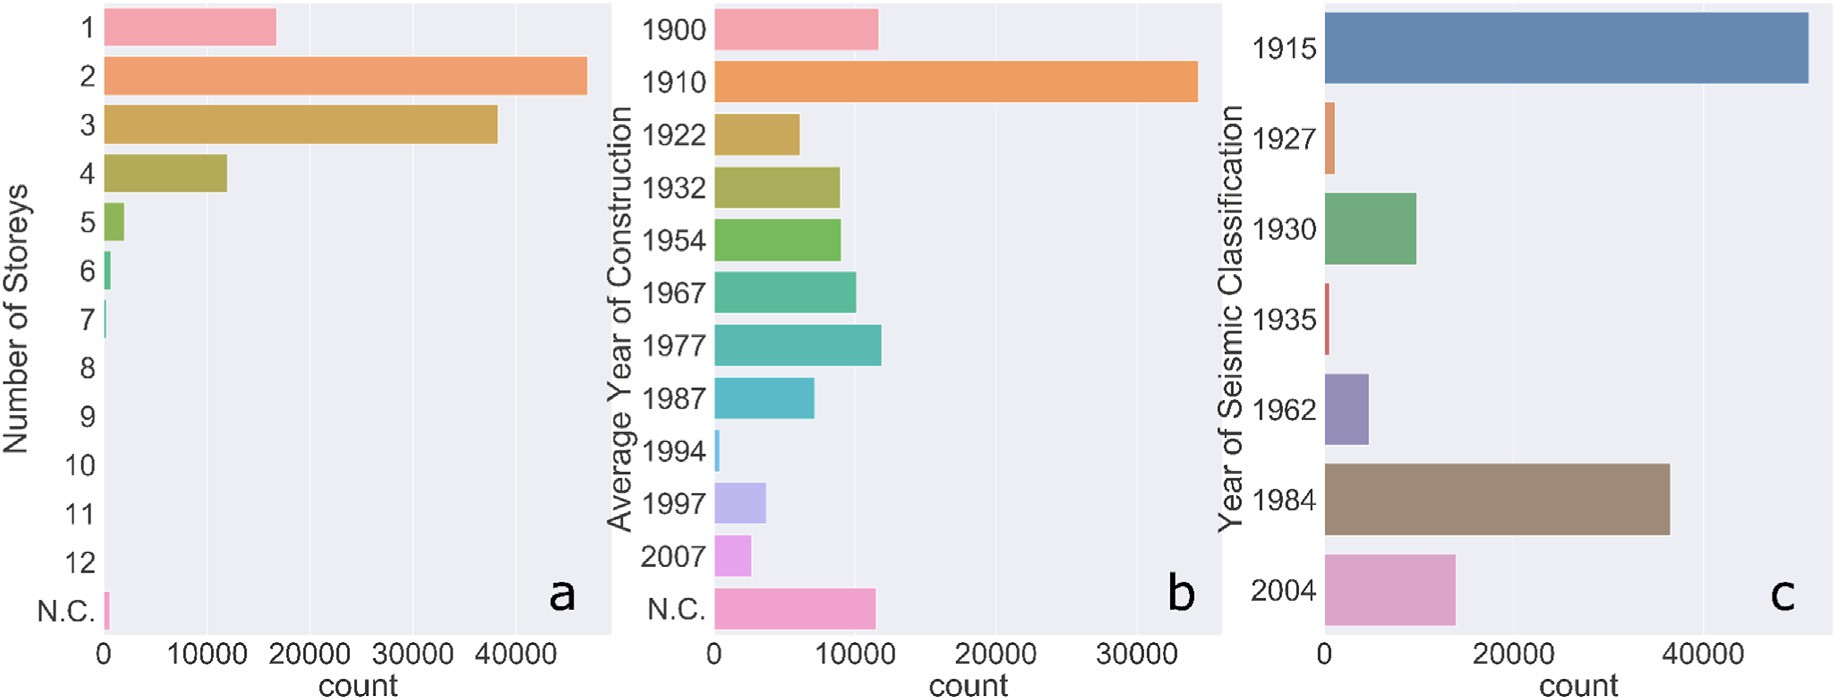 Number of Storeys
1
2
3
4
5
6
7
8
9
10
11
12
N.C.
0 10000 20000 30000 40000
count
a
Average Year of Construction
1900
1910
1922
1932
1954
1967
1977
1987
1994
1997
2007
N.C.
0 10000 20000 30000
count
b
Year of Seismic Classification
1915
1927
1930
1935
1962
1984
2004
0 20000 40000
count
c